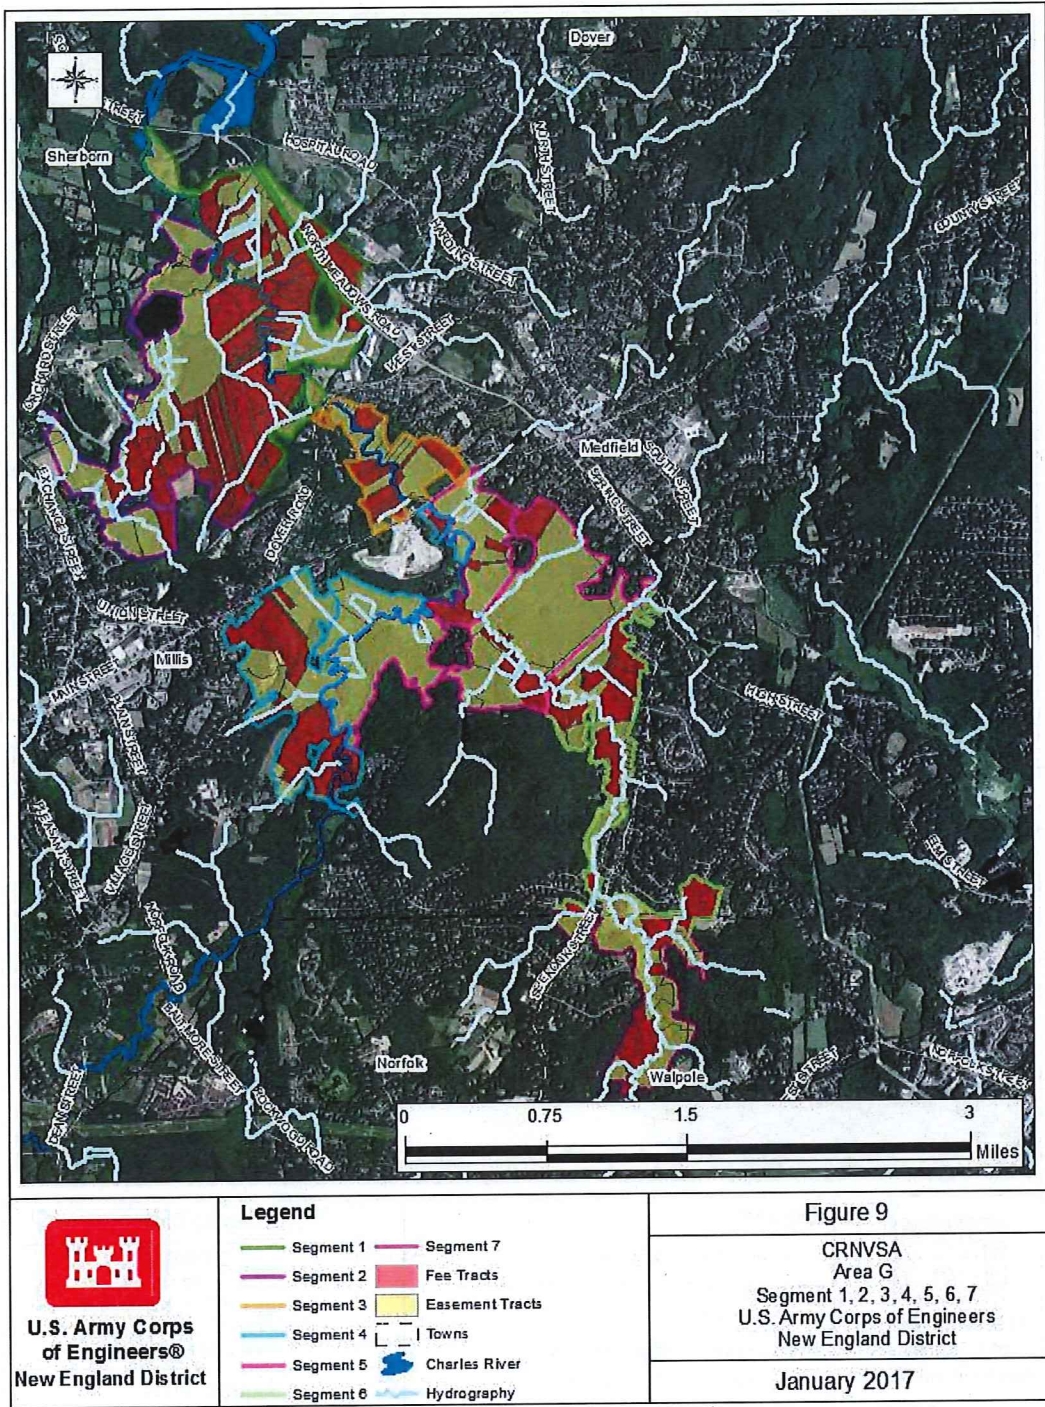 Dover
STREET
Sherborn
HOSPITAL ROAD
NORTH STREET
HARDING STREET
NORTH MEADOWS ROAD
WEST STREET
ORCHARD STREET
Medfield
SOUTH STREET
SPRING STREET
EXCHANGE STREET
DOVER ROAD
UNION STREET
Millis
MAIN STREET
HIGH STREET
PLEASANT STREET
VILLAGE STREET
ELM STREET
NORFOLK ROAD
SEEKONK STREET
BALTIMORE STREET
Norfolk
Walpole
NORFOLK STREET
DEAN STREET
ROCKWOOD ROAD
0 0.75 1.5 3
Miles
U.S. Army Corps
of Engineers®
New England District
Legend
Segment 1
Segment 2
Segment 3
Segment 4
Segment 5
Segment 6
Segment 7
Fee Tracts
Easement Tracts
Towns
Charles River
Hydrography
Figure 9
CRNVSA
Area G
Segment 1, 2, 3, 4, 5, 6, 7
U.S. Army Corps of Engineers
New England District
January 2017